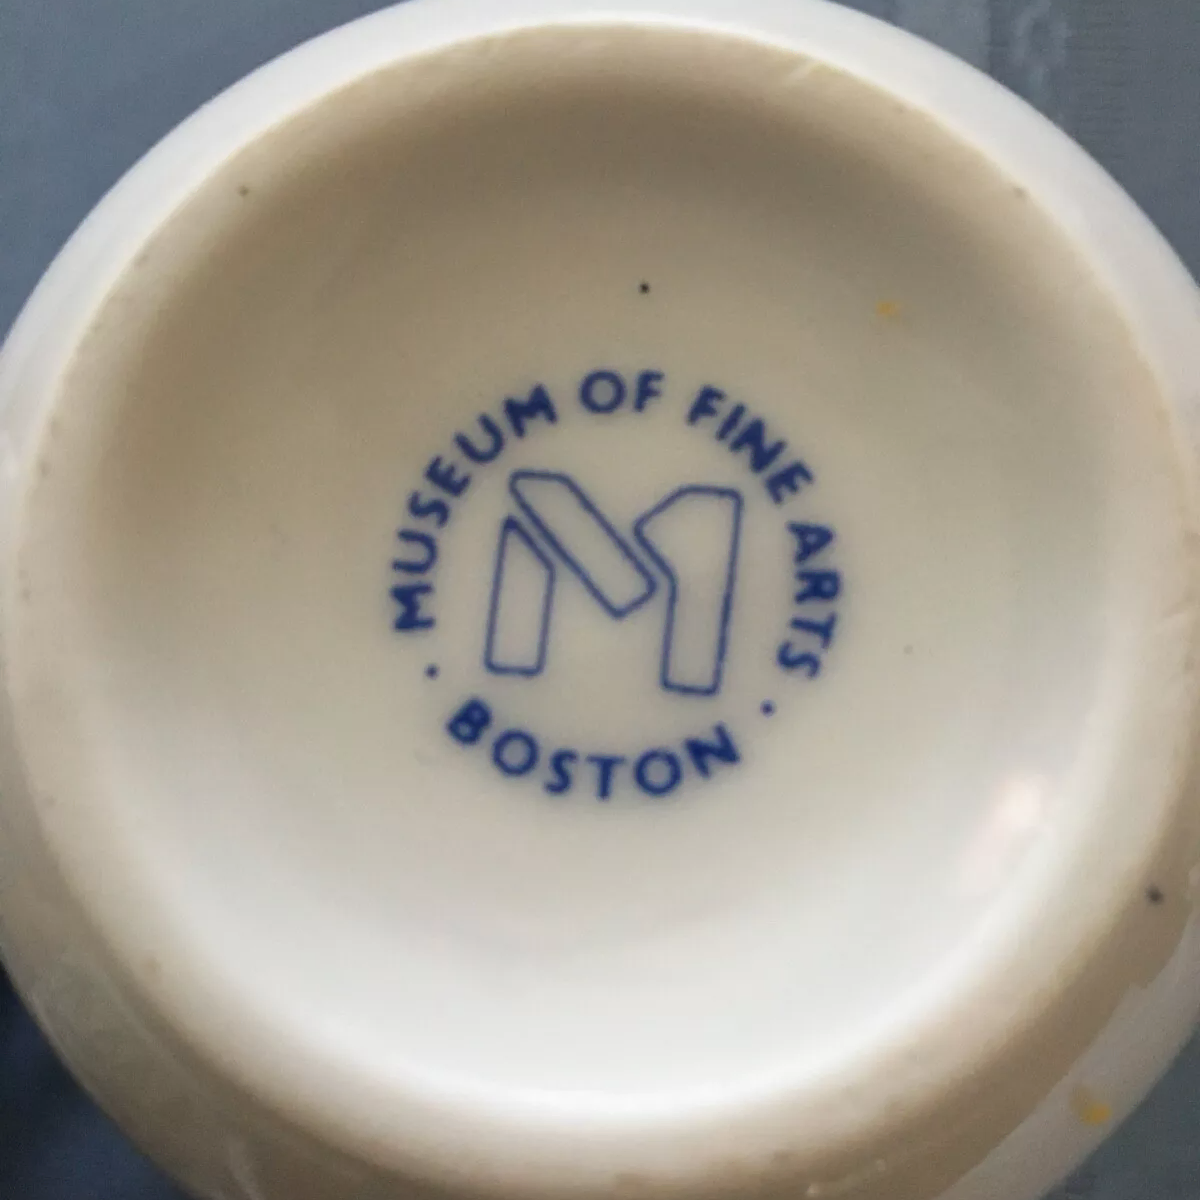 MUSEUM OF FINE ARTS
· BOSTON ·
M